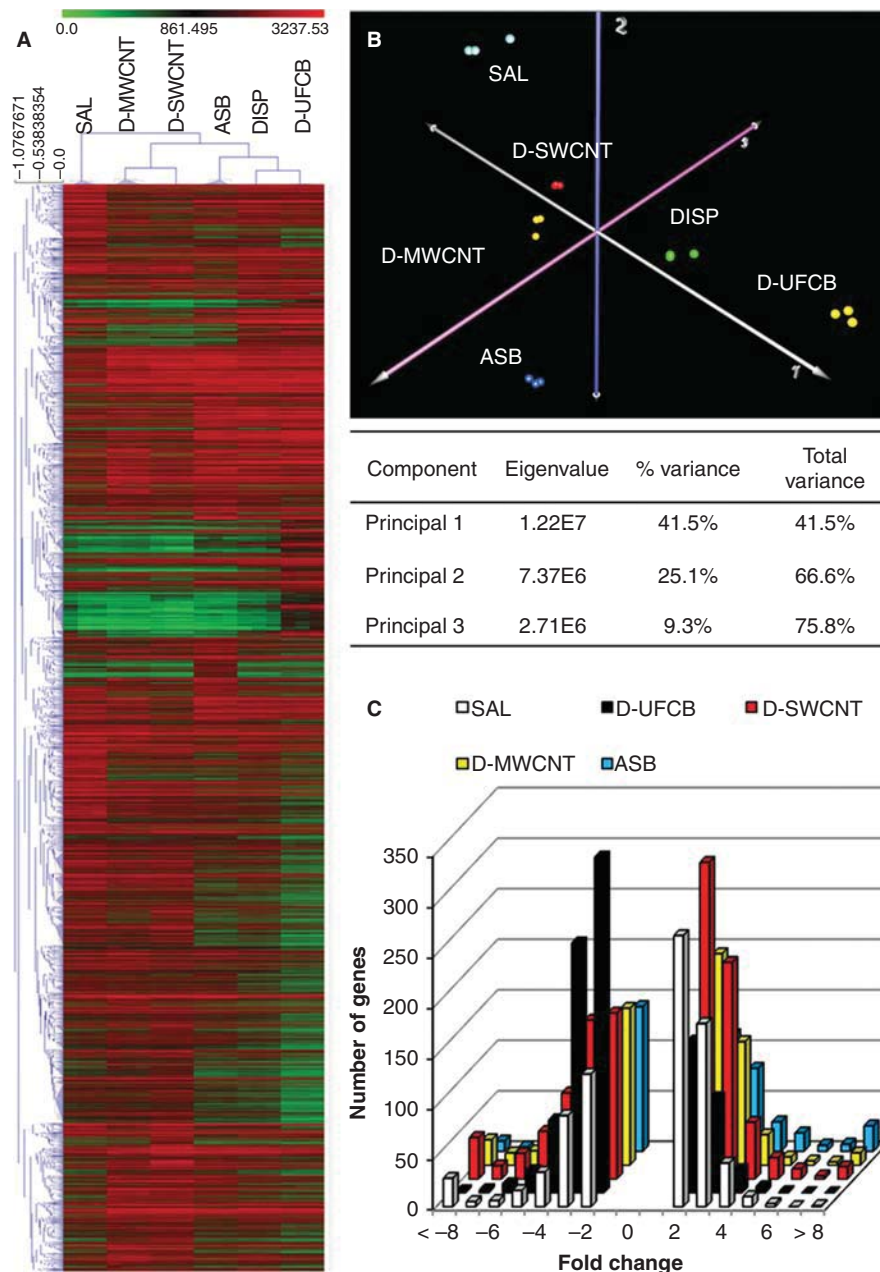 A
0.0
861.495
3237.53
−1.0767671
−0.53838354
−0.0
SAL
D-MWCNT
D-SWCNT
ASB
DISP
D-UFCB
B
2
SAL
D-SWCNT
3
DISP
D-MWCNT
D-UFCB
ASB
1
Component Eigenvalue % variance Total variance
Principal 1 1.22E7 41.5% 41.5%
Principal 2 7.37E6 25.1% 66.6%
Principal 3 2.71E6 9.3% 75.8%
C
SAL D-UFCB D-SWCNT
D-MWCNT ASB
350
300
250
200
150
100
50
0
Number of genes
< −8 −6 −4 −2 0 2 4 6 > 8
Fold change